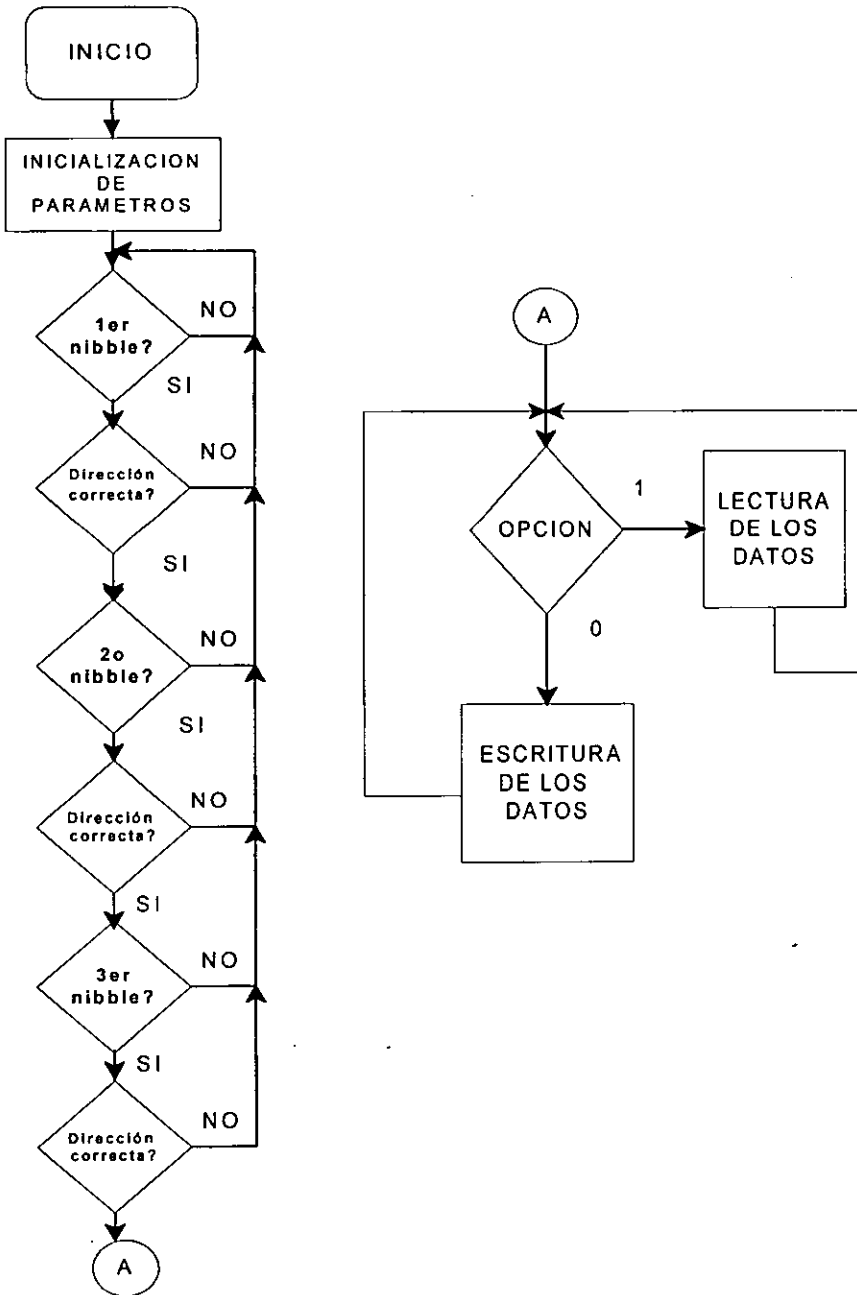 INICIO
INICIALIZACION
DE
PARAMETROS
1er
nibble?
NO
SI
Dirección
correcta?
NO
SI
2o
nibble?
NO
SI
Dirección
correcta?
NO
SI
3er
nibble?
NO
SI
Dirección
correcta?
NO
A
A
OPCION
1
LECTURA
DE LOS
DATOS
0
ESCRITURA
DE LOS
DATOS